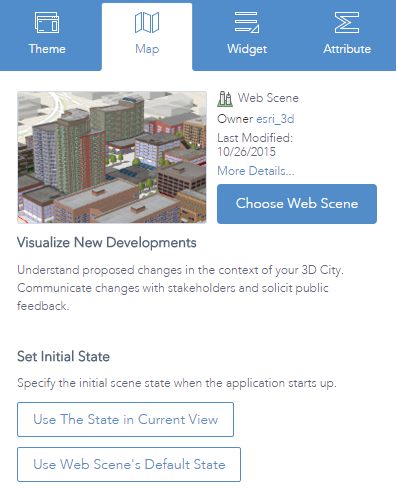 Theme
Map
Widget
Attribute
Web Scene
Owner esri_3d
Last Modified:
10/26/2015
More Details...
Choose Web Scene
Visualize New Developments
Understand proposed changes in the context of your 3D City.
Communicate changes with stakeholders and solicit public
feedback.
Set Initial State
Specify the initial scene state when the application starts up.
Use The State in Current View
Use Web Scene's Default State